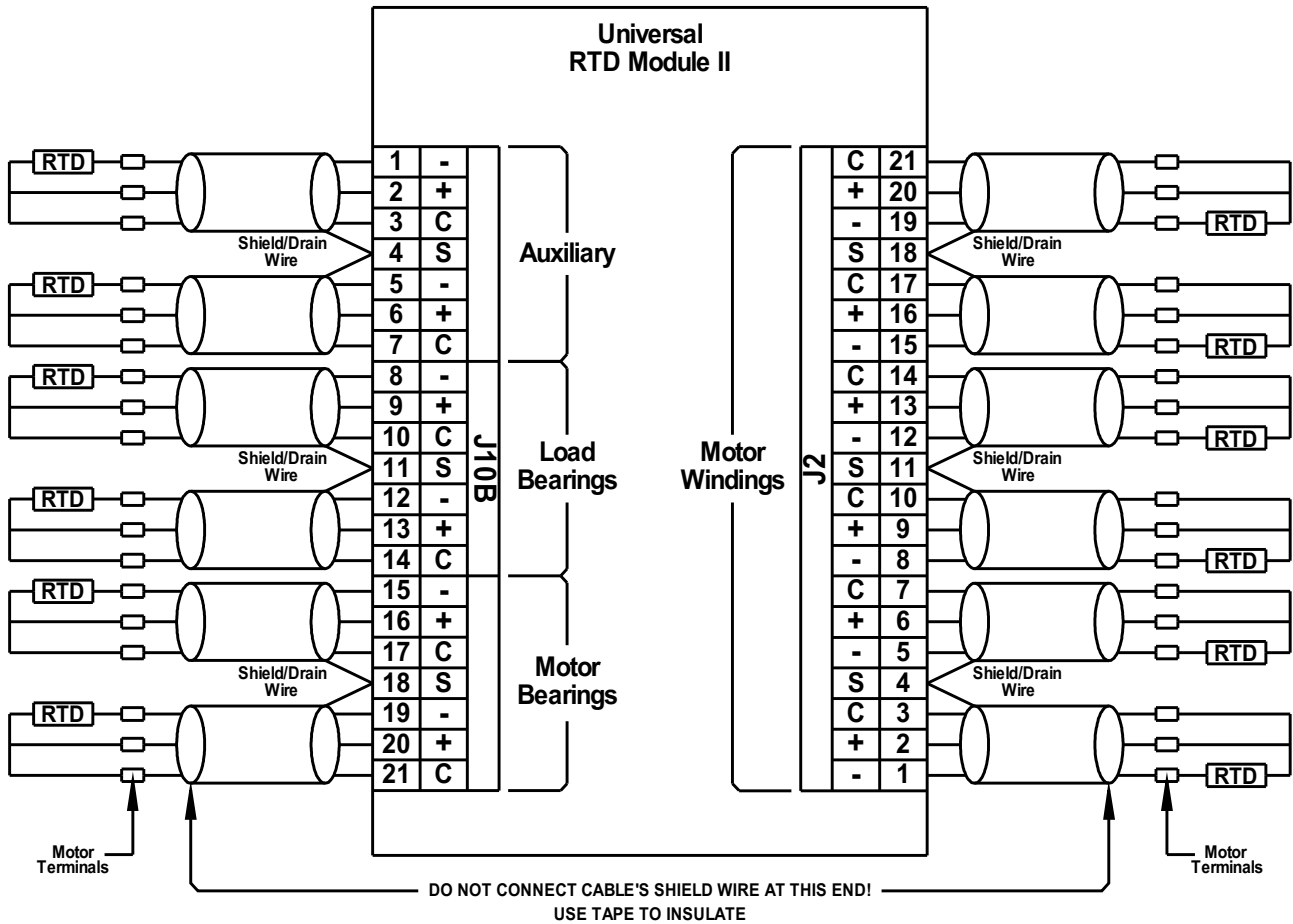 Universal
RTD Module II
RTD 1 - C 21
2 + + 20
3 C - 19 RTD
Shield/Drain
Wire
4 S Auxiliary S 18
Shield/Drain
Wire
RTD 5 - C 17
6 + + 16
7 C - 15 RTD
RTD 8 - C 14
9 + + 13
10 C - 12 RTD
Shield/Drain
Wire
11 S
J10B
Load
Bearings
Motor
Windings
J2
S 11
Shield/Drain
Wire
RTD 12 - C 10
13 + + 9
14 C - 8 RTD
RTD 15 - C 7
16 + + 6
17 C - 5 RTD
Shield/Drain
Wire
18 S
Motor
Bearings
S 4
Shield/Drain
Wire
RTD 19 - C 3
20 + + 2
21 C - 1 RTD
Motor
Terminals
Motor
Terminals
DO NOT CONNECT CABLE'S SHIELD WIRE AT THIS END!
USE TAPE TO INSULATE